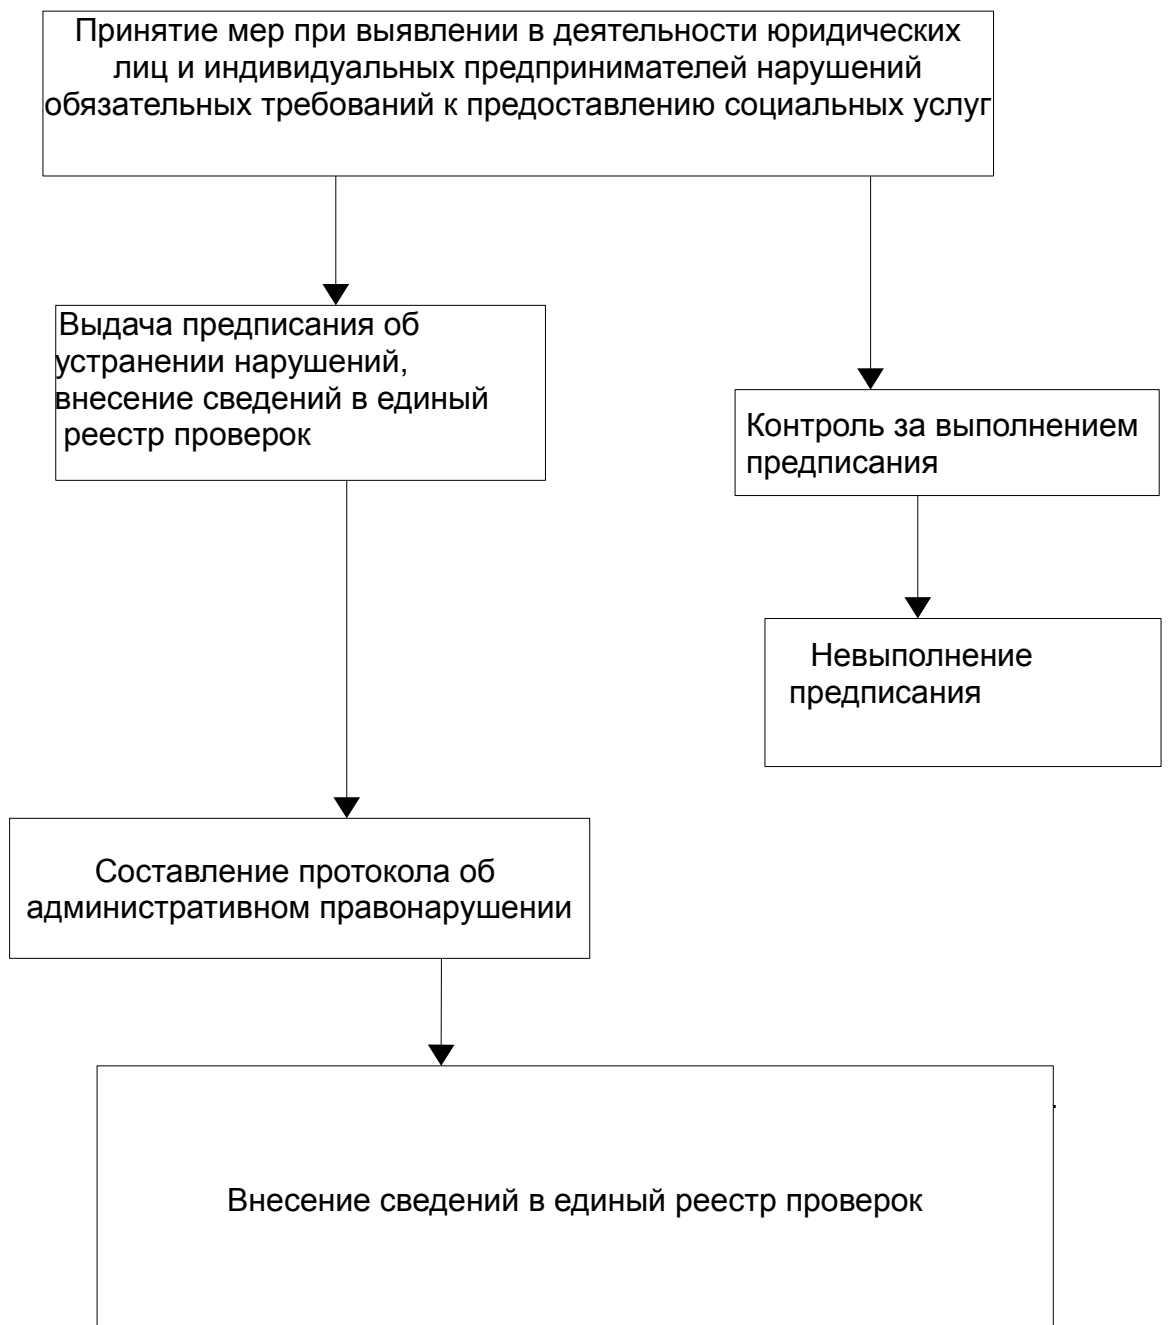 Принятие мер при выявлении в деятельности юридических
лиц и индивидуальных предпринимателей нарушений
обязательных требований к предоставлению социальных услуг
Выдача предписания об
устранении нарушений,
внесение сведений в единый
реестр проверок
Контроль за выполнением
предписания
Невыполнение
предписания
Составление протокола об
административном правонарушении
Внесение сведений в единый реестр проверок